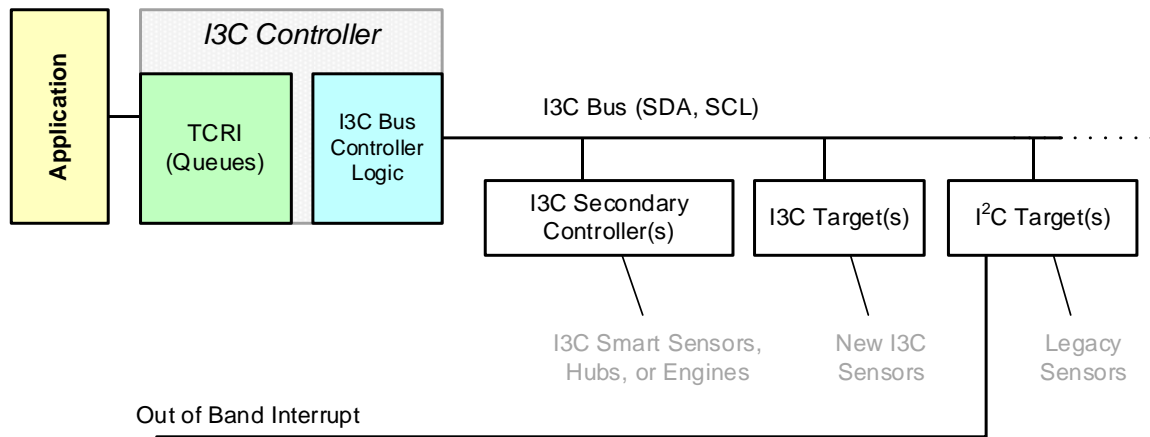 Application
I3C Controller
TCRI
(Queues)
I3C Bus
Controller
Logic
I3C Bus (SDA, SCL)
I3C Secondary
Controller(s)
I3C Target(s)
I²C Target(s)
I3C Smart Sensors,
Hubs, or Engines
New I3C
Sensors
Legacy
Sensors
Out of Band Interrupt